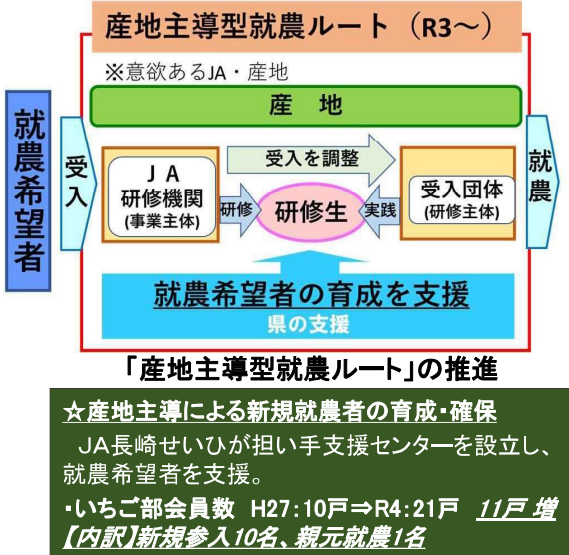 産地主導型就農ルート（R3～）
※意欲あるJA・産地
産　地
就農希望者
受入
ＪＡ
研修機関
(事業主体)
受入を調整
研修
研修生
実践
受入団体
(研修主体)
就農
就農希望者の育成を支援
県の支援
「産地主導型就農ルート」の推進
☆産地主導による新規就農者の育成・確保
ＪＡ長崎せいひが担い手支援センターを設立し、
就農希望者を支援。
・いちご部会員数　H27：10戸⇒R4：21戸　11戸 増
【内訳】新規参入10名、親元就農1名